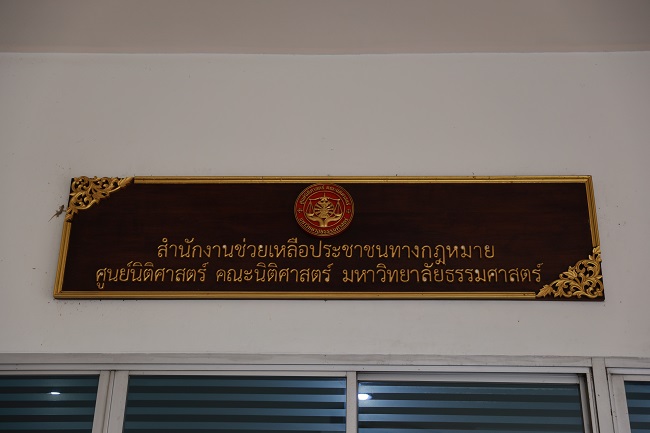 สำนักงานช่วยเหลือประชาชนทางกฎหมาย
ศูนย์นิติศาสตร์ คณะนิติศาสตร์ มหาวิทยาลัยธรรมศาสตร์